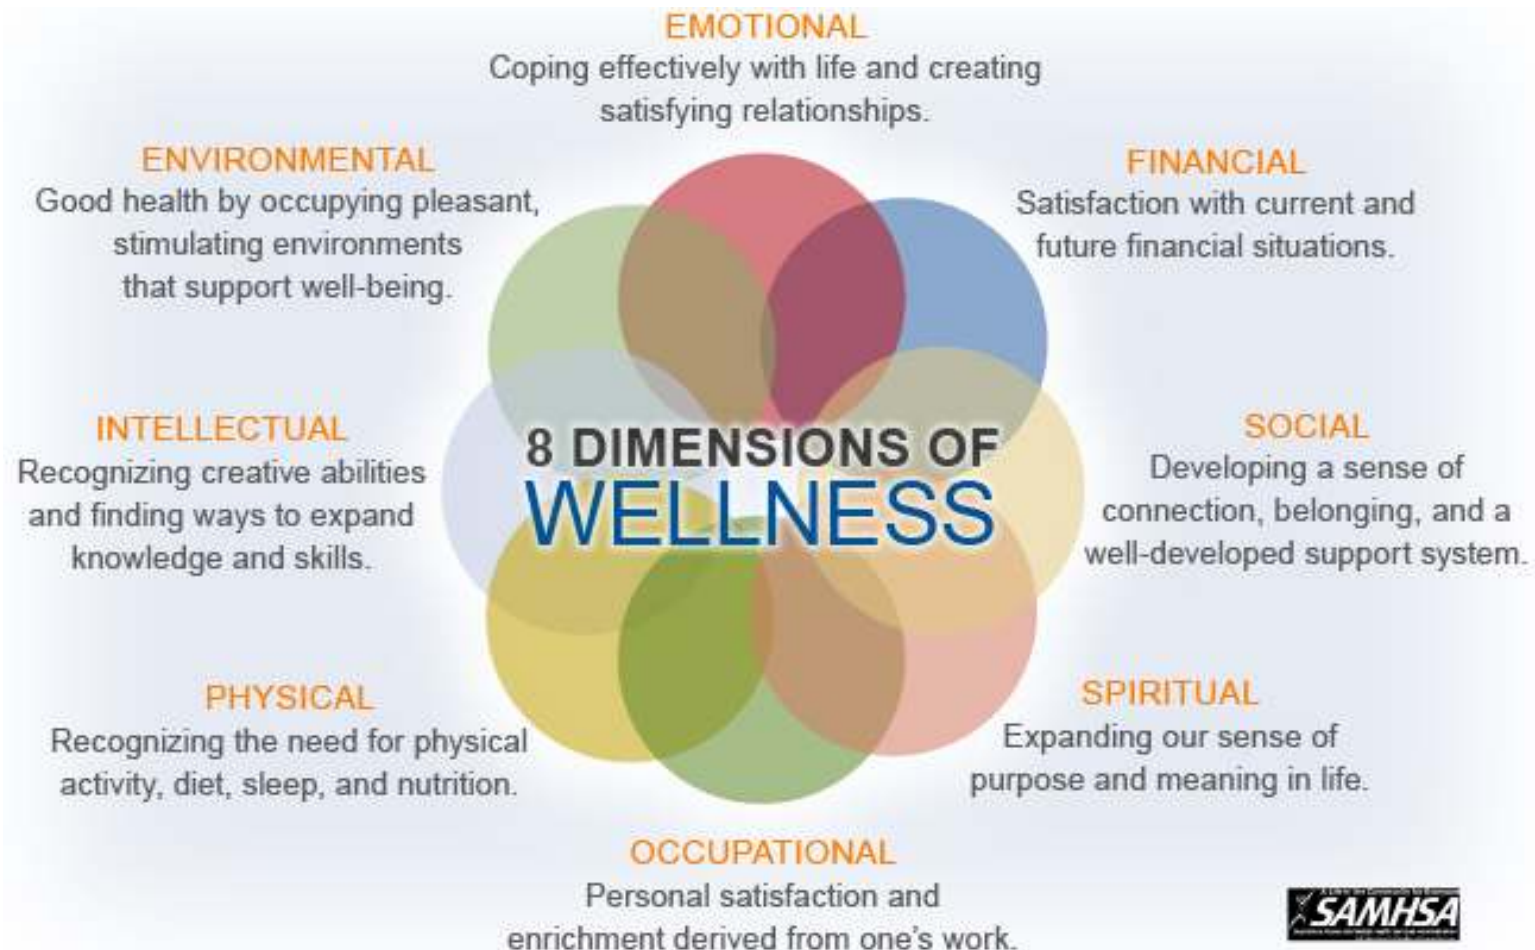 EMOTIONAL
Coping effectively with life and creating
satisfying relationships.
FINANCIAL
Satisfaction with current and
future financial situations.
SOCIAL
Developing a sense of
connection, belonging, and a
well-developed support system.
SPIRITUAL
Expanding our sense of
purpose and meaning in life.
OCCUPATIONAL
Personal satisfaction and
enrichment derived from one's work.
PHYSICAL
Recognizing the need for physical
activity, diet, sleep, and nutrition.
INTELLECTUAL
Recognizing creative abilities
and finding ways to expand
knowledge and skills.
ENVIRONMENTAL
Good health by occupying pleasant,
stimulating environments
that support well-being.
8 DIMENSIONS OF
WELLNESS
SAMHSA